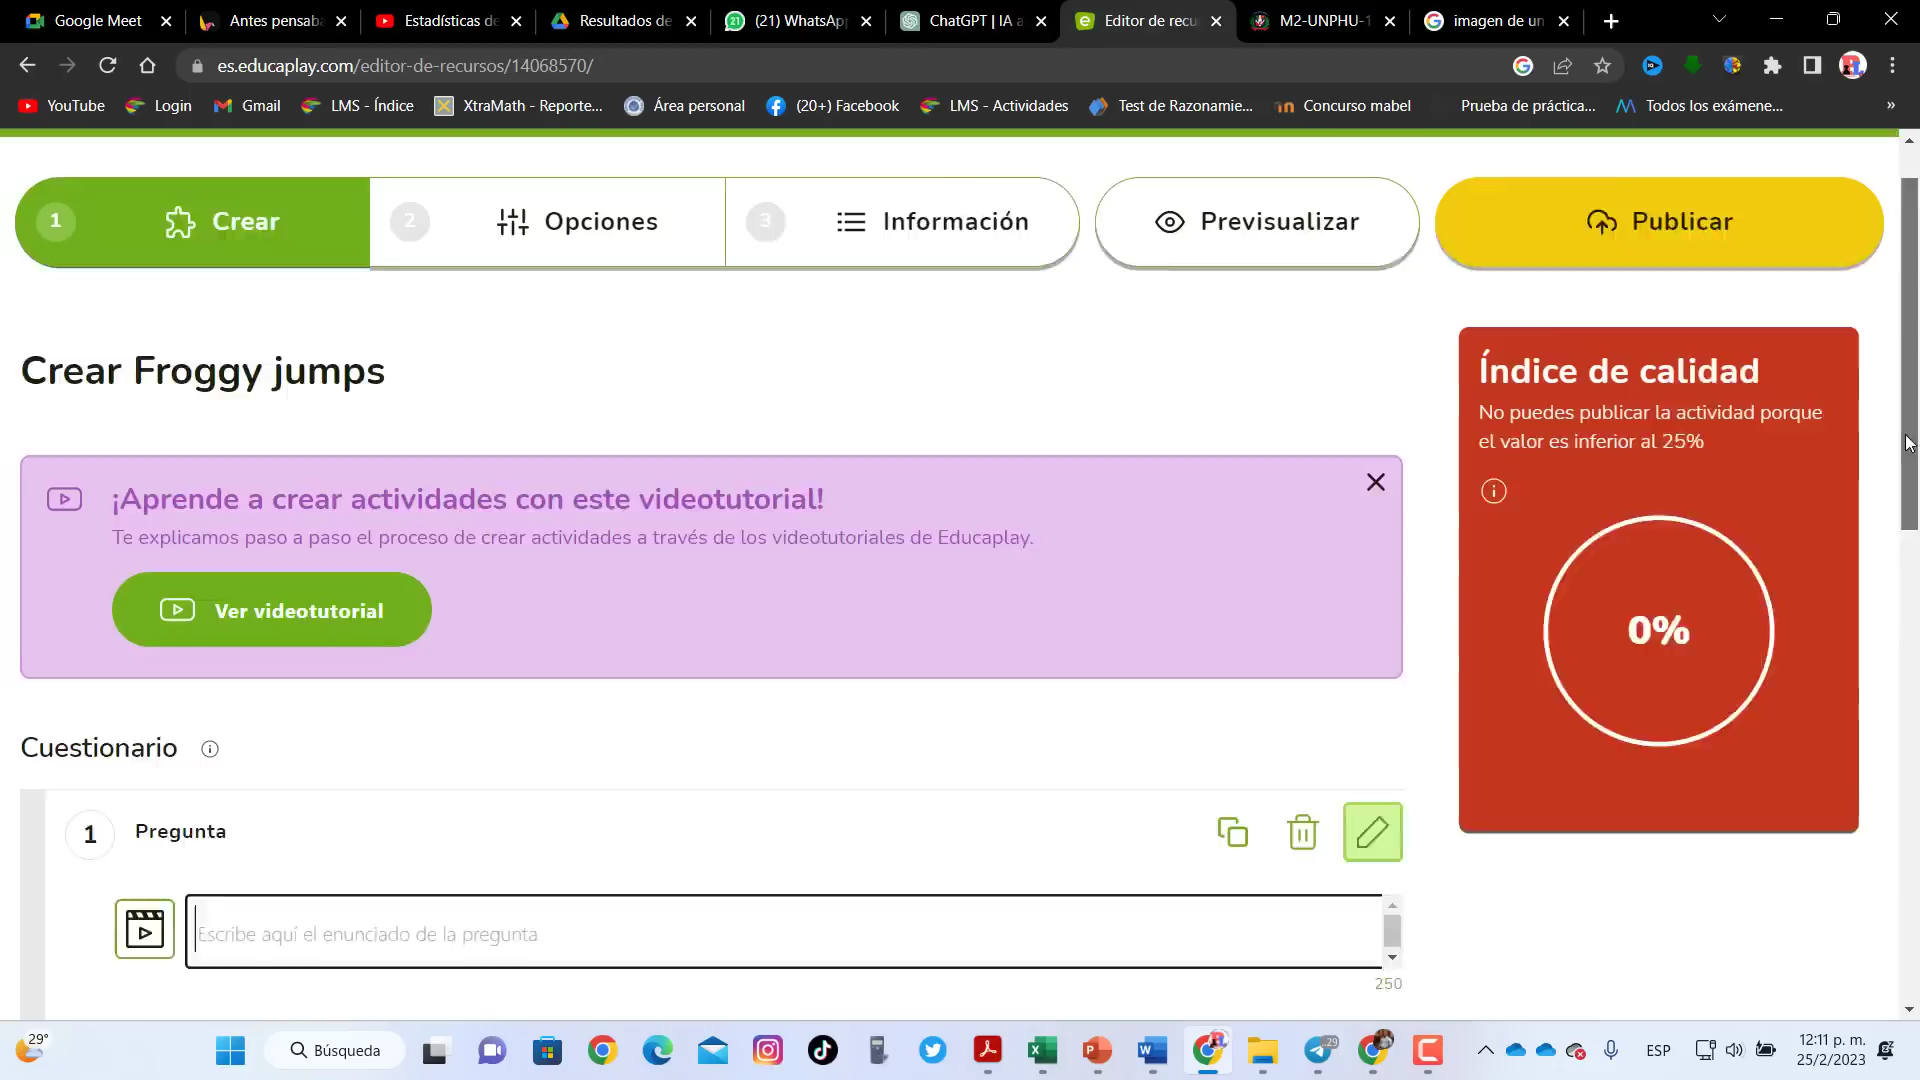 Google Meet
Antes pensaba
Estadísticas de
Resultados de
(21) WhatsApp
ChatGPT | IA a
Editor de recu
M2-UNPHU-1
imagen de un
es.educaplay.com/editor-de-recursos/14068570/
YouTube
Login
Gmail
LMS - Índice
XtraMath - Reporte...
Área personal
(20+) Facebook
LMS - Actividades
Test de Razonamie...
Concurso mabel
Prueba de práctica...
Todos los exámene...
»
1 Crear
2 Opciones
3 Información
Previsualizar
Publicar
Crear Froggy jumps
Índice de calidad
No puedes publicar la actividad porque
el valor es inferior al 25%
0%
¡Aprende a crear actividades con este videotutorial!
Te explicamos paso a paso el proceso de crear actividades a través de los videotutoriales de Educaplay.
Ver videotutorial
Cuestionario
1 Pregunta
Escribe aquí el enunciado de la pregunta
250
29°
Búsqueda
29
ESP
12:11 p. m.
25/2/2023